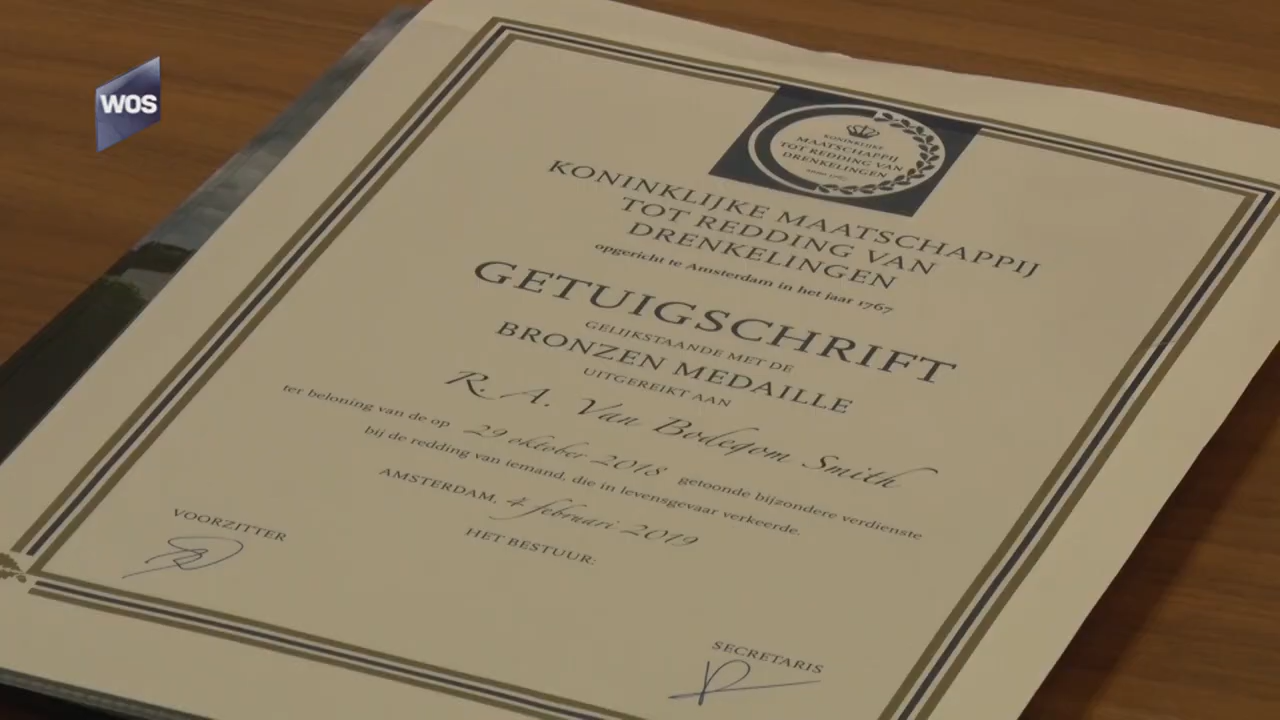 WOS
KONINKLIJKE
MAATSCHAPPIJ
TOT REDDING VAN
DRENKELINGEN
KONINKLIJKE MAATSCHAPPIJ
TOT REDDING VAN
DRENKELINGEN
opgericht te Amsterdam in het jaar 1767
GETUIGSCHRIFT
GELIJKSTAANDE MET DE
BRONZEN MEDAILLE
UITGEREIKT AAN
R. A. Van Bodegom Smith
ter beloning van de op 29 oktober 2018 getoonde bijzondere verdienste
bij de redding van iemand, die in levensgevaar verkeerde.
AMSTERDAM, 4 februari 2019
HET BESTUUR:
VOORZITTER
SECRETARIS